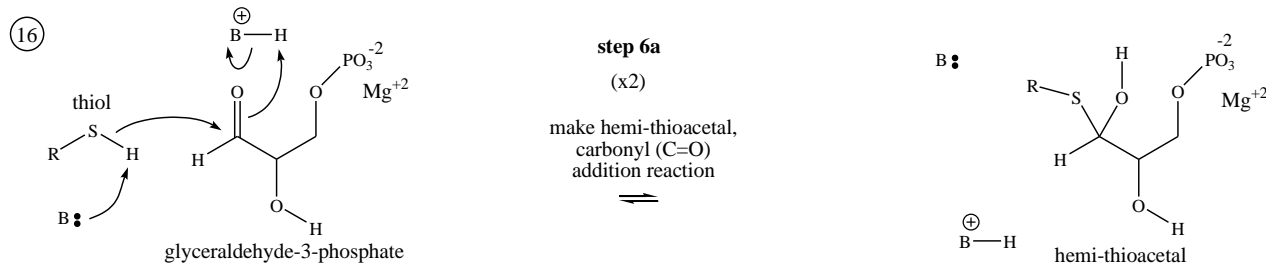 16
⊕
B H
O
O
PO3-2
Mg+2
thiol
S
R
H
H
B:
O
H
glyceraldehyde-3-phosphate
step 6a
(x2)
make hemi-thioacetal,
carbonyl (C=O)
addition reaction
⇌
B:
H
O
S
R
O
PO3-2
Mg+2
H
O
H
⊕
B H
hemi-thioacetal